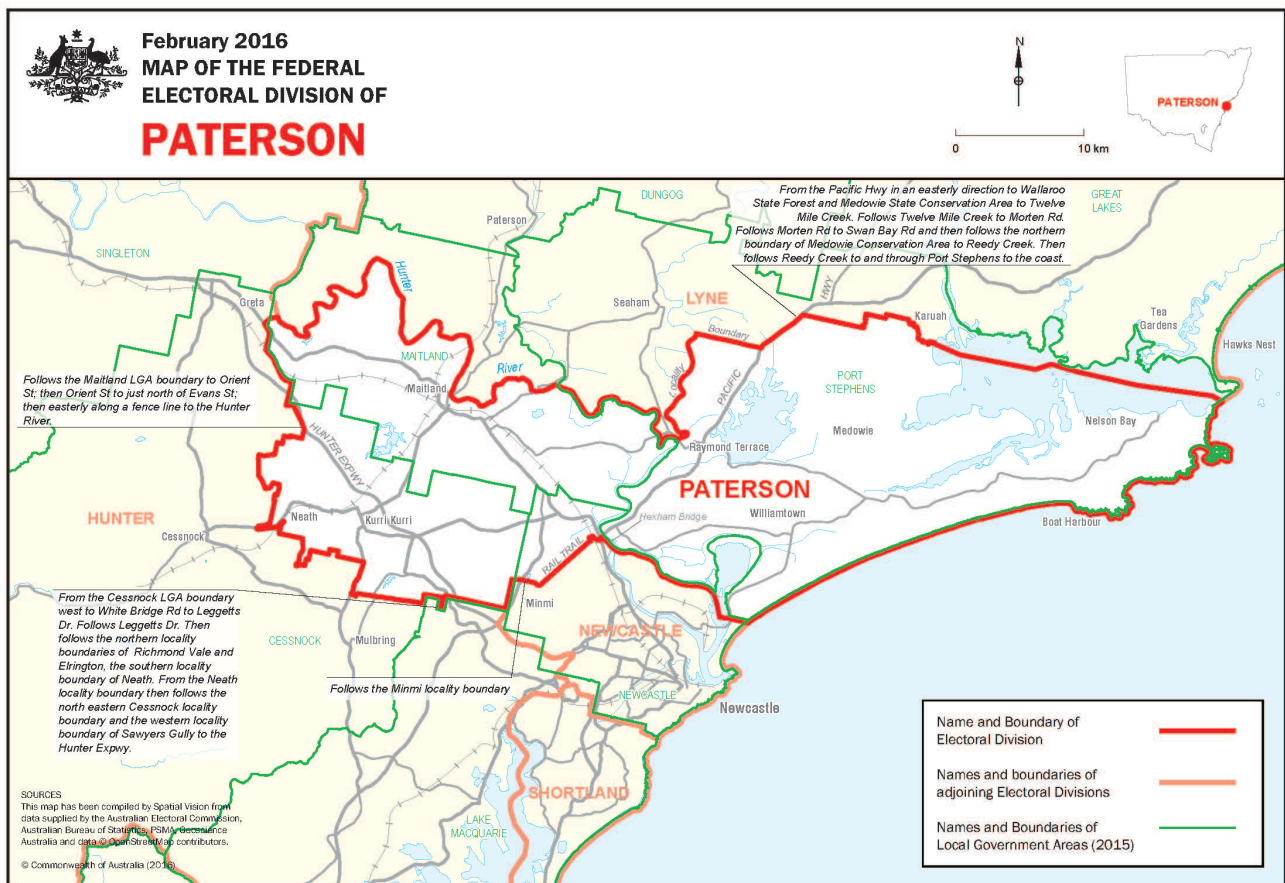 February 2016
MAP OF THE FEDERAL
ELECTORAL DIVISION OF
PATERSON
N
0 10 km
PATERSON
From the Pacific Hwy in an easterly direction to Wallaroo
State Forest and Medowie State Conservation Area to Twelve
Mile Creek. Follows Twelve Mile Creek to Morten Rd.
Follows Morten Rd to Swan Bay Rd and then follows the northern
boundary of Medowie Conservation Area to Reedy Creek. Then
follows Reedy Creek to and through Port Stephens to the coast.
DUNGOG
GREAT
LAKES
Paterson
SINGLETON
Hunter
HWY
Greta
Seaham
LYNE
Boundary
Karuah
Tea
Gardens
Hawks Nest
MAITLAND
River
Locality
PACIFIC
PORT
STEPHENS
Maitland
Follows the Maitland LGA boundary to Orient
St; then Orient St to just north of Evans St;
then easterly along a fence line to the Hunter
River.
HUNTER EXPWY
Raymond Terrace
Medowie
Nelson Bay
PATERSON
HUNTER
Neath
Kurri Kurri
Hexham Bridge
Williamtown
Boat Harbour
Cessnock
RAIL TRAIL
From the Cessnock LGA boundary
west to White Bridge Rd to Leggetts
Dr. Follows Leggetts Dr. Then
follows the northern locality
boundaries of Richmond Vale and
Elrington, the southern locality
boundary of Neath. From the Neath
locality boundary then follows the
north eastern Cessnock locality
boundary and the western locality
boundary of Sawyers Gully to the
Hunter Expwy.
CESSNOCK
Mulbring
Minmi
NEWCASTLE
Follows the Minmi locality boundary
NEWCASTLE
Newcastle
SHORTLAND
LAKE
MACQUARIE
Name and Boundary of
Electoral Division
Names and boundaries of
adjoining Electoral Divisions
Names and Boundaries of
Local Government Areas (2015)
SOURCES
This map has been compiled by Spatial Vision from
data supplied by the Australian Electoral Commission,
Australian Bureau of Statistics, PSMA, Geoscience
Australia and data © OpenStreetMap contributors.
© Commonwealth of Australia (2016)